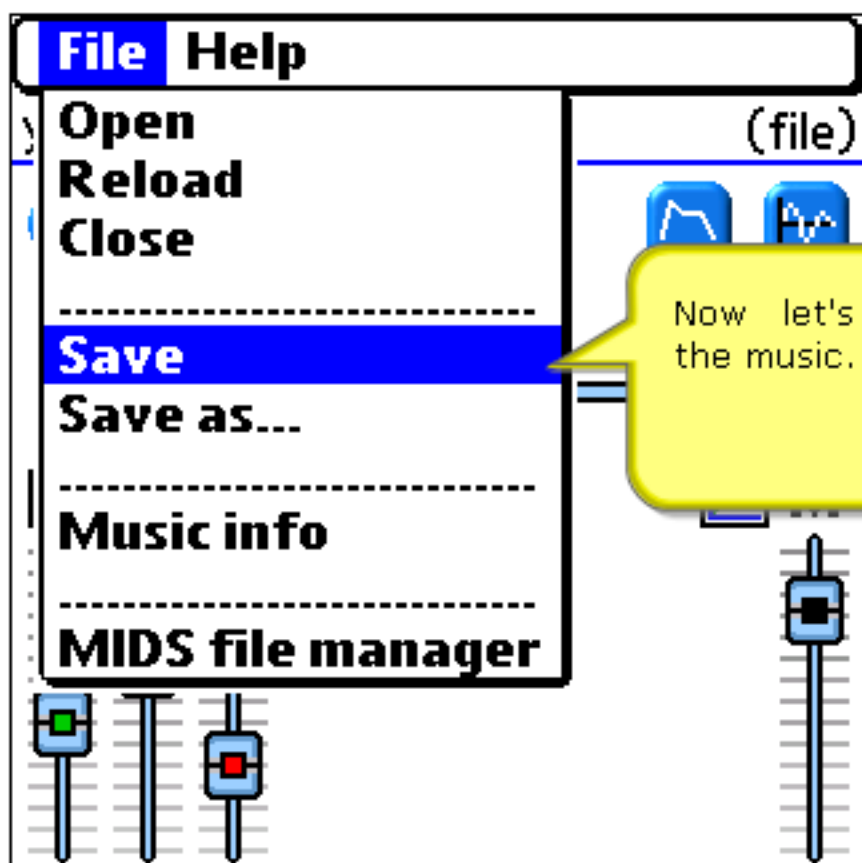 File Help
Open
(file)
Reload
Close
Save
Now let's
the music.
Save as...
Music info
MIDS file manager